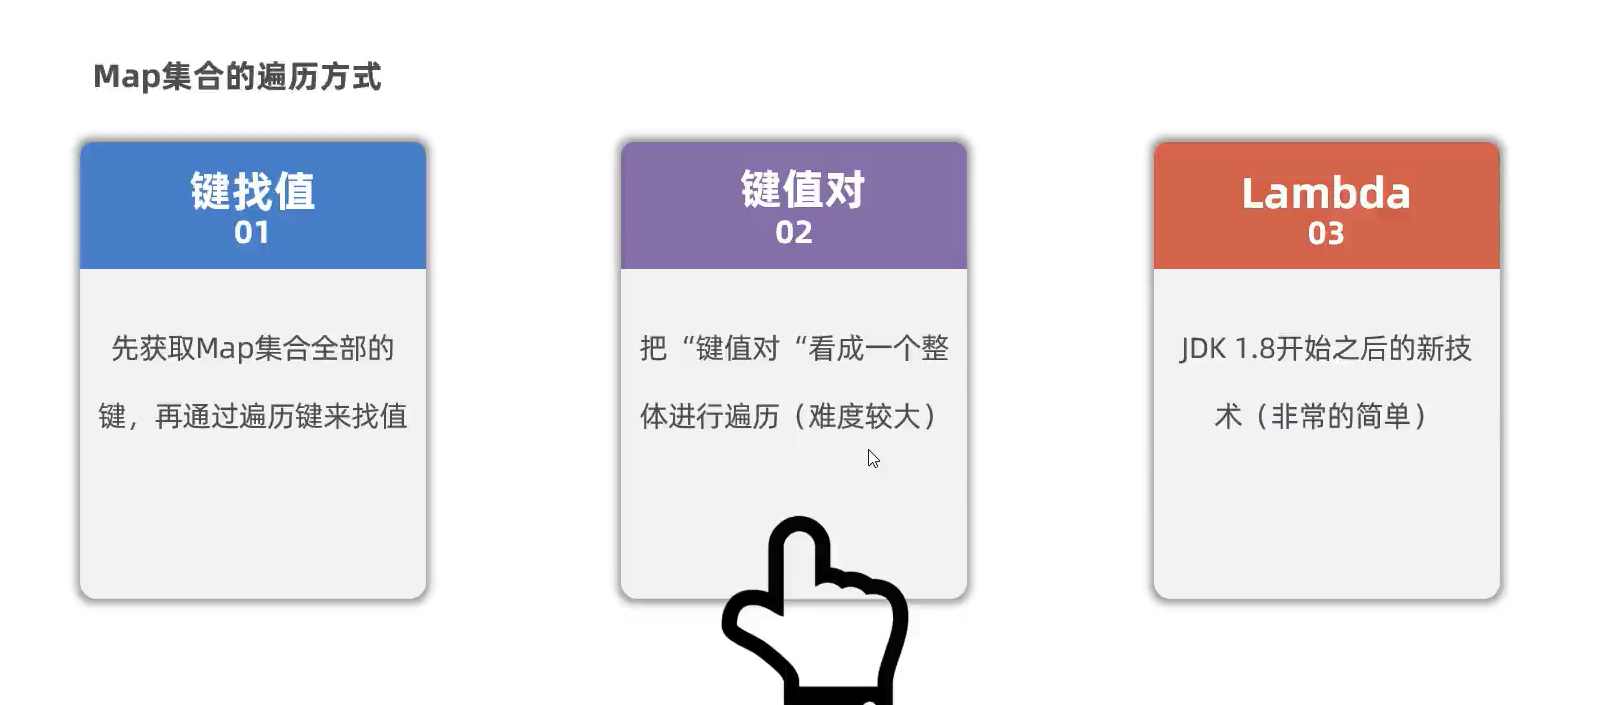 Map集合的遍历方式
键找值
01
先获取Map集合全部的
键，再通过遍历键来找值
键值对
02
把“键值对“看成一个整
体进行遍历（难度较大）
Lambda
03
JDK 1.8开始之后的新技
术（非常的简单）